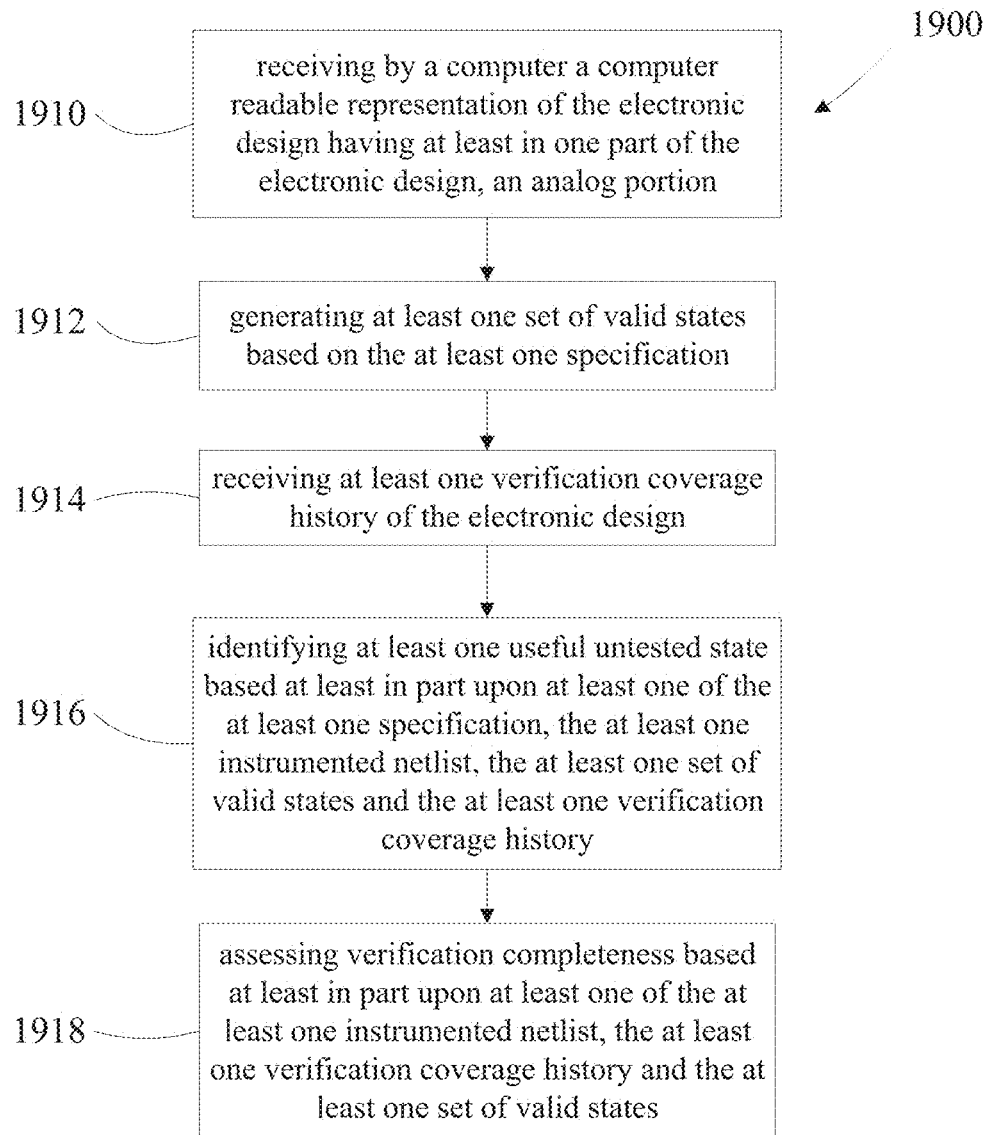 1900
1910
receiving by a computer a computer
readable representation of the electronic
design having at least in one part of the
electronic design, an analog portion
1912
generating at least one set of valid states
based on the at least one specification
1914
receiving at least one verification coverage
history of the electronic design
1916
identifying at least one useful untested state
based at least in part upon at least one of the
at least one specification, the at least one
instrumented netlist, the at least one set of
valid states and the at least one verification
coverage history
1918
assessing verification completeness based
at least in part upon at least one of the at
least one instrumented netlist, the at least
one verification coverage history and the at
least one set of valid states